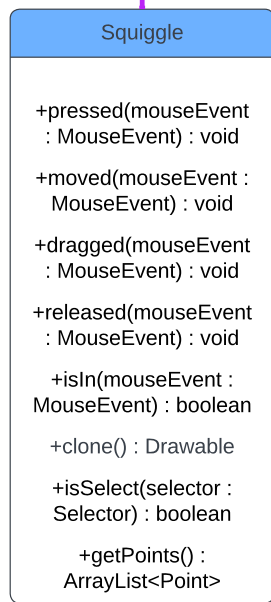 Squiggle
+pressed(mouseEvent
: MouseEvent) : void
+moved(mouseEvent :
MouseEvent) : void
+dragged(mouseEvent
: MouseEvent) : void
+released(mouseEvent
: MouseEvent) : void
+isIn(mouseEvent :
MouseEvent) : boolean
+clone() : Drawable
+isSelect(selector :
Selector) : boolean
+getPoints() :
ArrayList<Point>